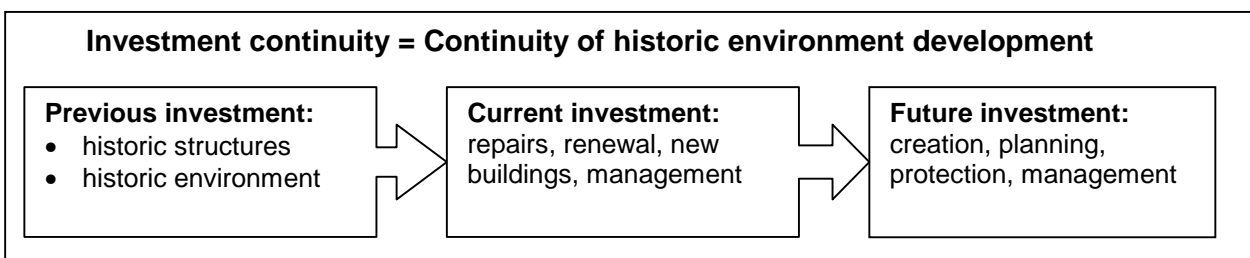 Investment continuity = Continuity of historic environment development
Previous investment:
• historic structures
• historic environment
Current investment:
repairs, renewal, new
buildings, management
Future investment:
creation, planning,
protection, management